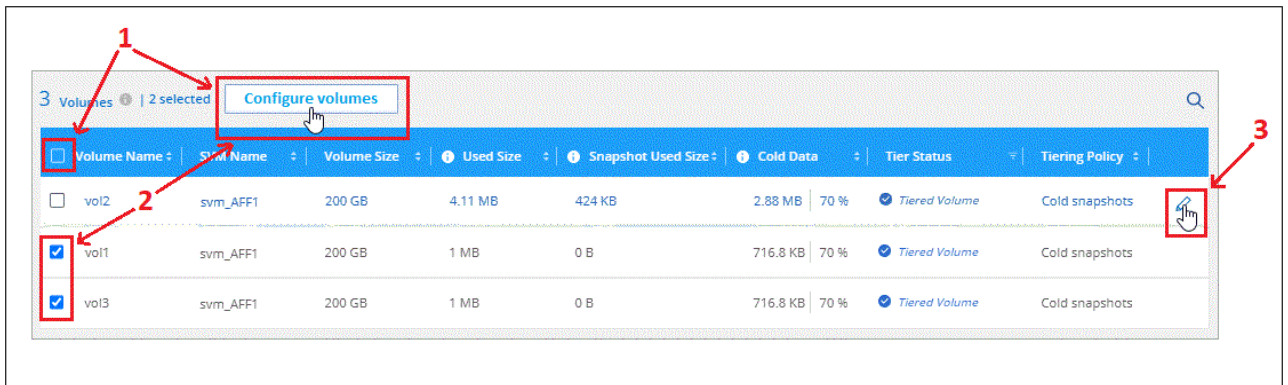 1
3 Volumes | 2 selected Configure volumes
3
Volume Name SVM Name Volume Size Used Size Snapshot Used Size Cold Data Tier Status Tiering Policy
2
vol2 svm_AFF1 200 GB 4.11 MB 424 KB 2.88 MB 70 % Tiered Volume Cold snapshots
vol1 svm_AFF1 200 GB 1 MB 0 B 716.8 KB 70 % Tiered Volume Cold snapshots
vol3 svm_AFF1 200 GB 1 MB 0 B 716.8 KB 70 % Tiered Volume Cold snapshots